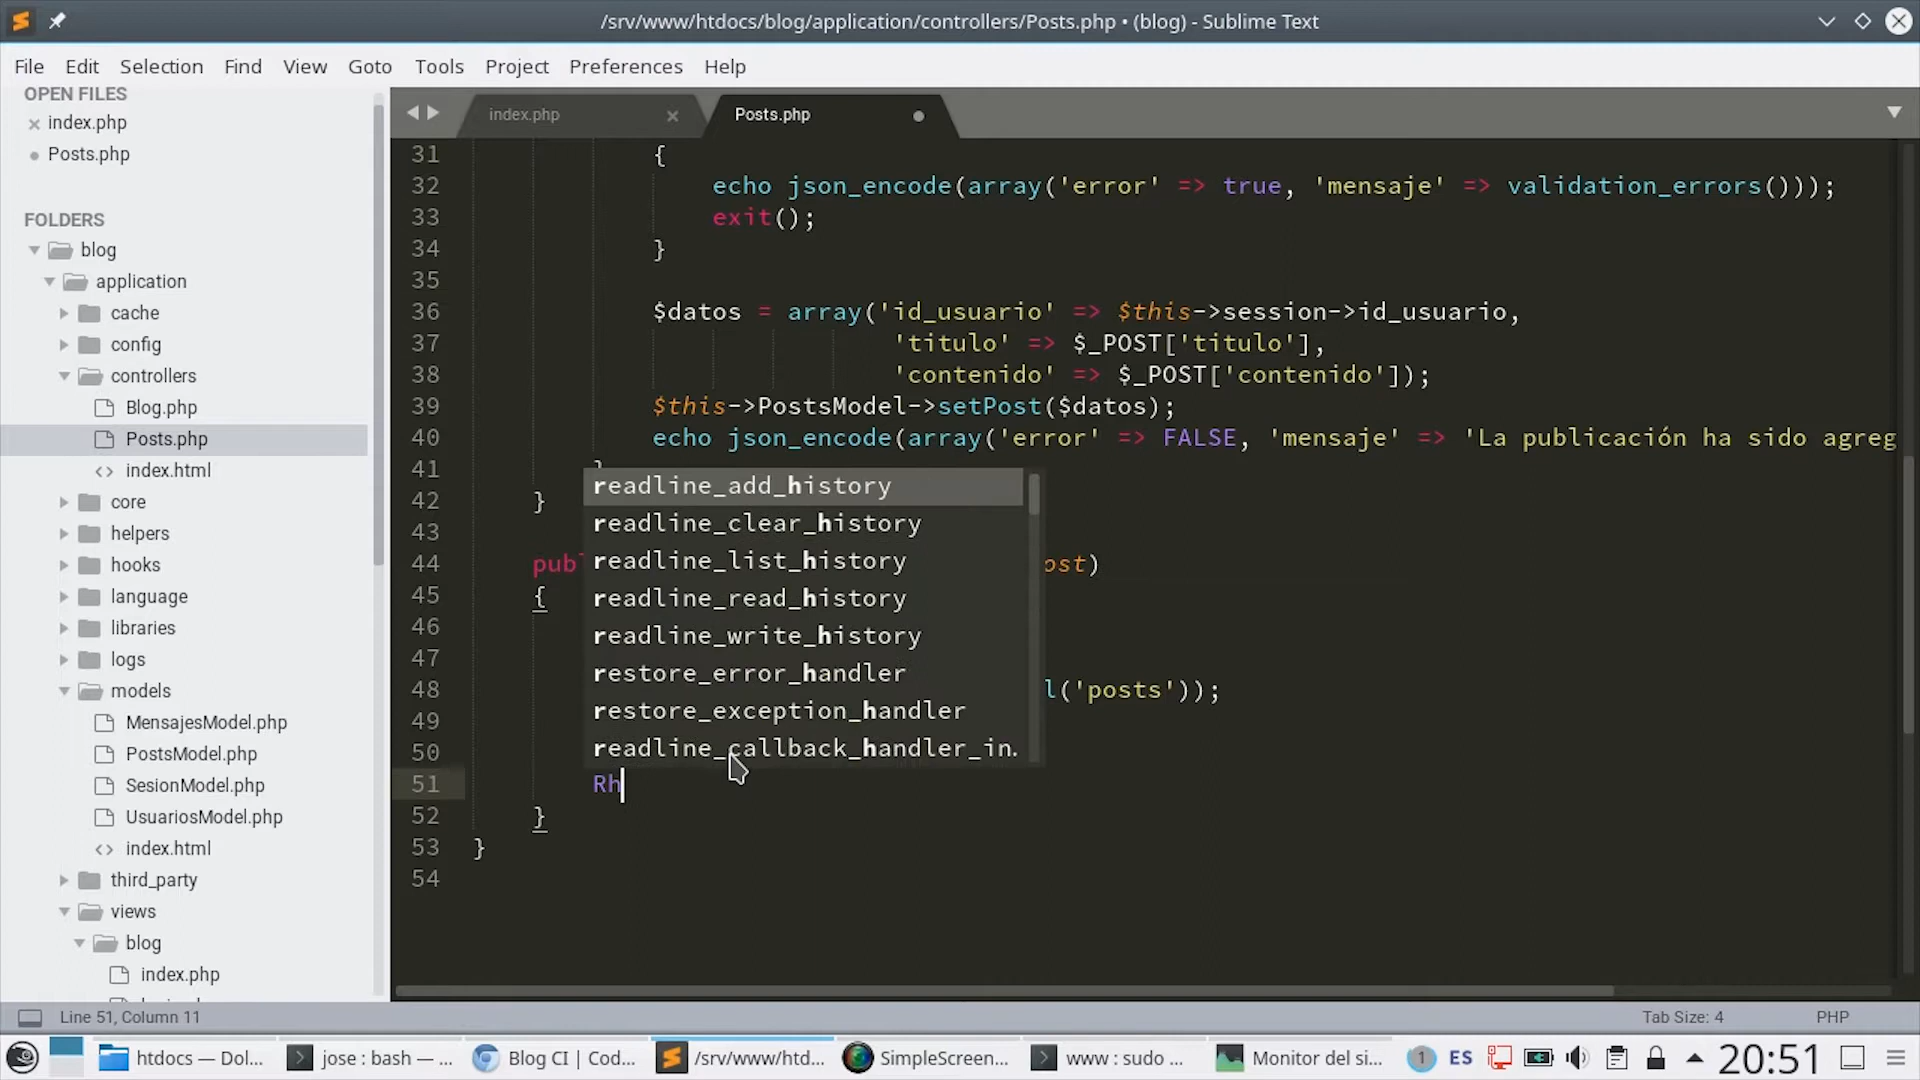 /srv/www/htdocs/blog/application/controllers/Posts.php • (blog) - Sublime Text
File Edit Selection Find View Goto Tools Project Preferences Help
OPEN FILES
index.php
Posts.php
FOLDERS
blog
application
cache
config
controllers
Blog.php
Posts.php
index.html
core
helpers
hooks
language
libraries
logs
models
MensajesModel.php
PostsModel.php
SesionModel.php
UsuariosModel.php
index.html
third_party
views
blog
index.php
index.php Posts.php
31 {
32 echo json_encode(array('error' => true, 'mensaje' => validation_errors()));
33 exit();
34 }
35
36 $datos = array('id_usuario' => $this->session->id_usuario,
37 'titulo' => $_POST['titulo'],
38 'contenido' => $_POST['contenido']);
39 $this->PostsModel->setPost($datos);
40 echo json_encode(array('error' => FALSE, 'mensaje' => 'La publicación ha sido agreg
41 }
42 }
43
44 pub ost)
45 {
46
47
48 l('posts'));
49
50
51 Rh
52 }
53 }
54
readline_add_history
readline_clear_history
readline_list_history
readline_read_history
readline_write_history
restore_error_handler
restore_exception_handler
readline_callback_handler_in.
Line 51, Column 11 Tab Size: 4 PHP
htdocs — Dol... jose : bash — ... Blog CI | Cod... /srv/www/htd... SimpleScreen... www : sudo ... Monitor del si... 1 ES 20:51